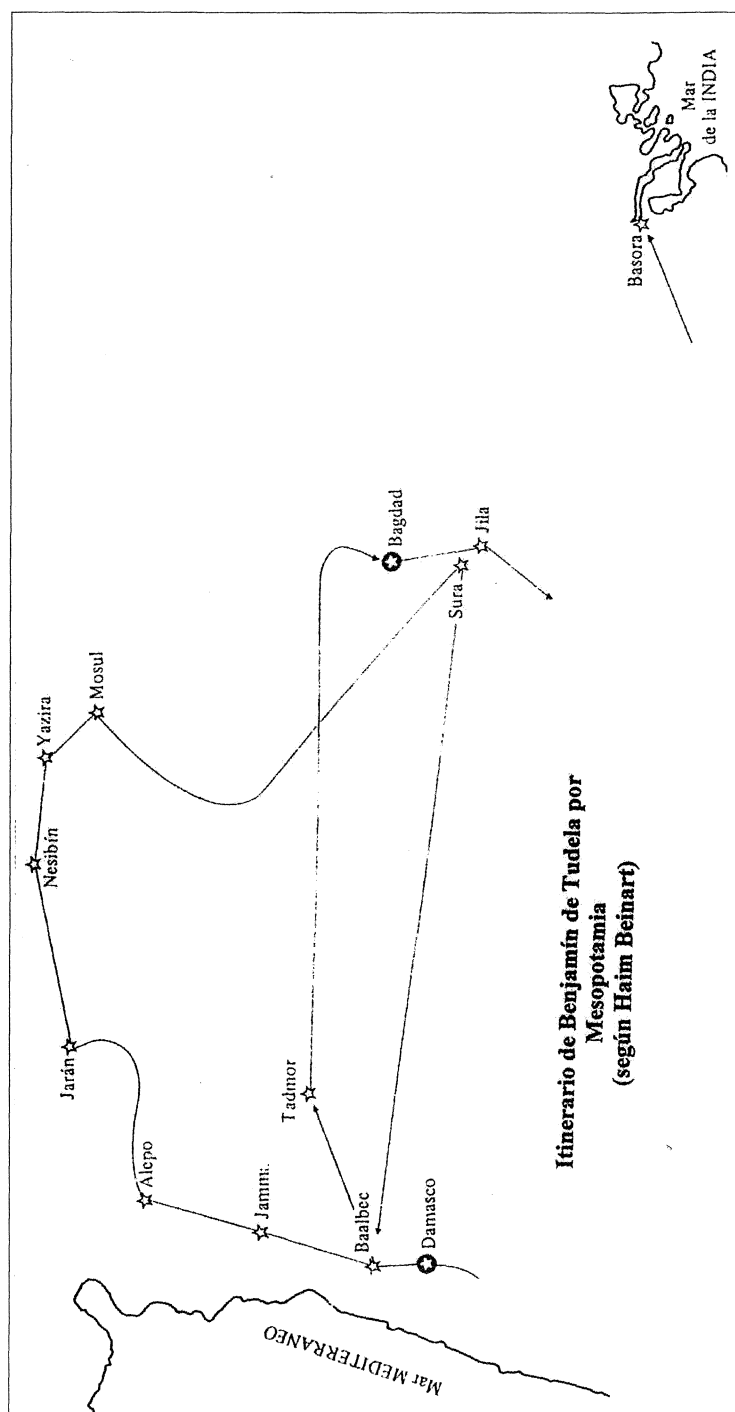 Mar
de la INDIA
Basora
Bagdad
Jila
Sura
Mosul
Yazira
Nesibín
Jarán
Tadmor
Alepo
Baalbec
Damasco
Mar MEDITERRANEO
Itinerario de Benjamín de Tudela por
Mesopotamia
(según Haim Beinart)